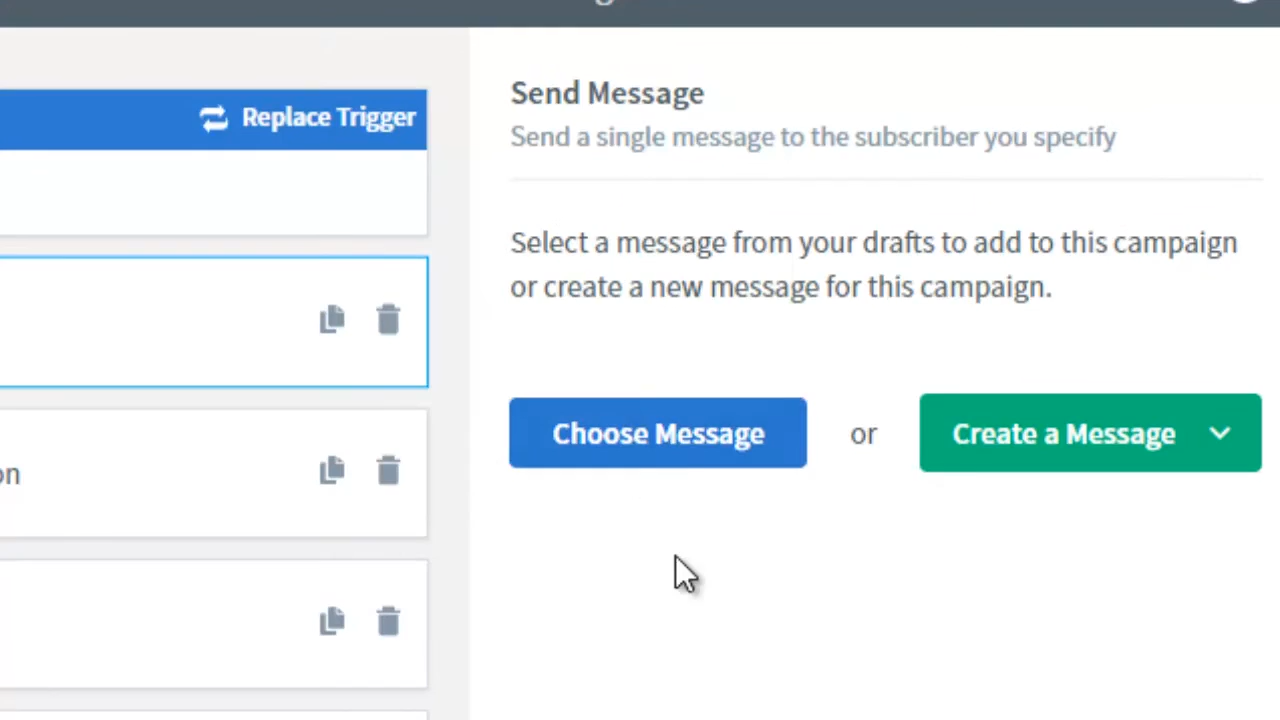 Replace Trigger
Send Message
Send a single message to the subscriber you specify
Select a message from your drafts to add to this campaign
or create a new message for this campaign.
Choose Message or Create a Message